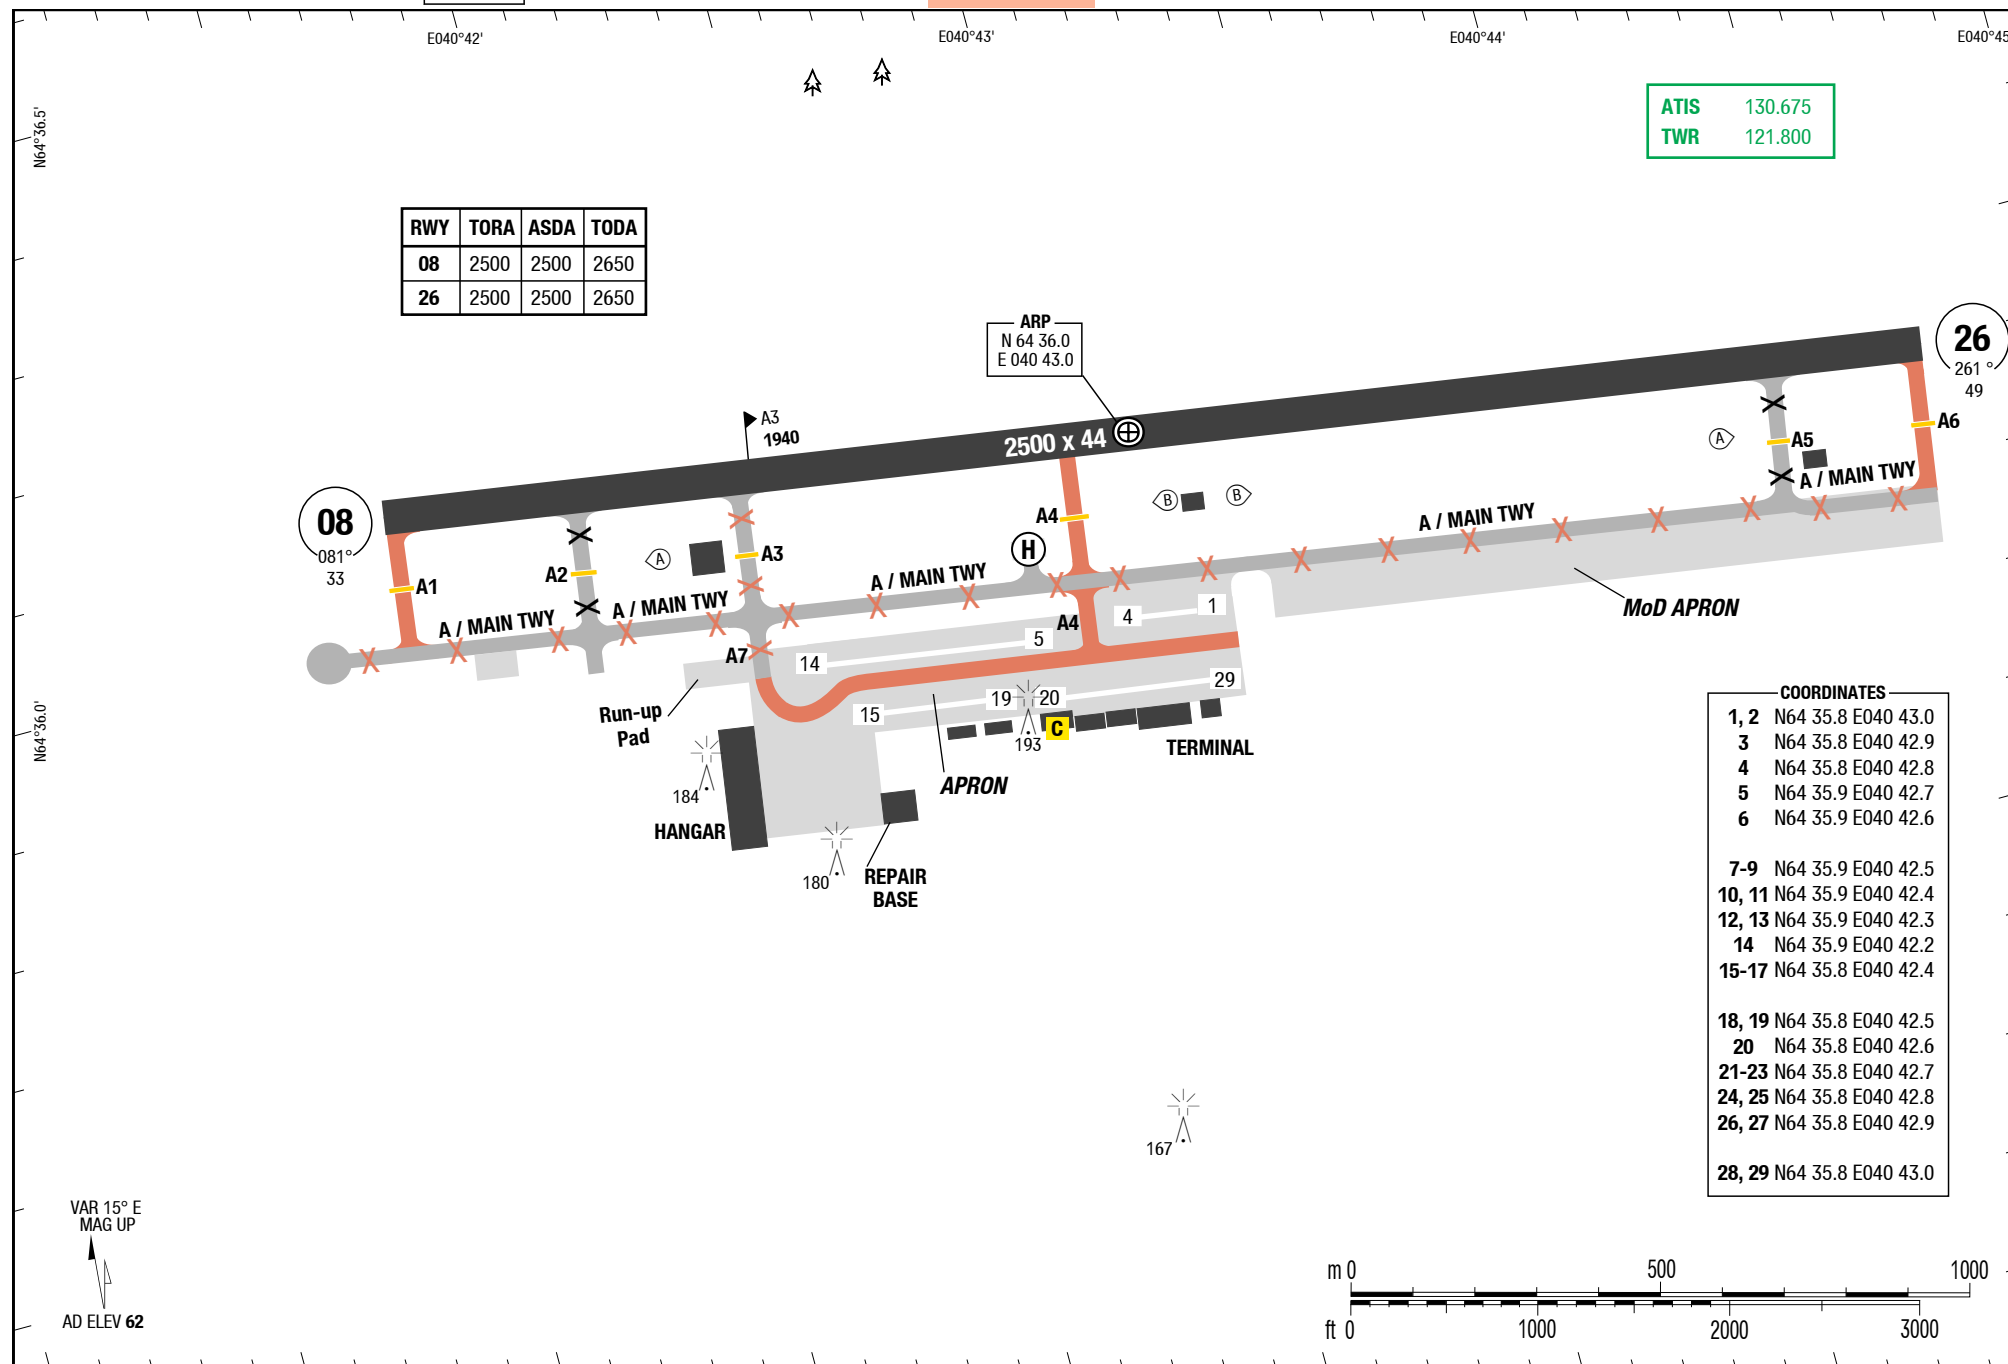 E040°42'
E040°43'
E040°44'
E040°45
N64°36.5'
ATIS 130.675
TWR 121.800
RWY TORA ASDA TODA
08 2500 2500 2650
26 2500 2500 2650
ARP
N 64 36.0
E 040 43.0
26
261 °
49
A3
1940
2500 x 44
A6
A5
A
A / MAIN TWY
08
081°
33
B
B
A4
A / MAIN TWY
H
A1
A2
A
A3
A / MAIN TWY
A / MAIN TWY
A / MAIN TWY
MoD APRON
1
4
A4
5
A7
14
29
19
20
15
C
193
TERMINAL
Run-up
Pad
N64°36.0'
184
APRON
HANGAR
180
REPAIR
BASE
COORDINATES
1, 2 N64 35.8 E040 43.0
3 N64 35.8 E040 42.9
4 N64 35.8 E040 42.8
5 N64 35.9 E040 42.7
6 N64 35.9 E040 42.6
7-9 N64 35.9 E040 42.5
10, 11 N64 35.9 E040 42.4
12, 13 N64 35.9 E040 42.3
14 N64 35.9 E040 42.2
15-17 N64 35.8 E040 42.4
18, 19 N64 35.8 E040 42.5
20 N64 35.8 E040 42.6
21-23 N64 35.8 E040 42.7
24, 25 N64 35.8 E040 42.8
26, 27 N64 35.8 E040 42.9
28, 29 N64 35.8 E040 43.0
167
VAR 15° E
MAG UP
AD ELEV 62
m 0 500 1000
ft 0 1000 2000 3000